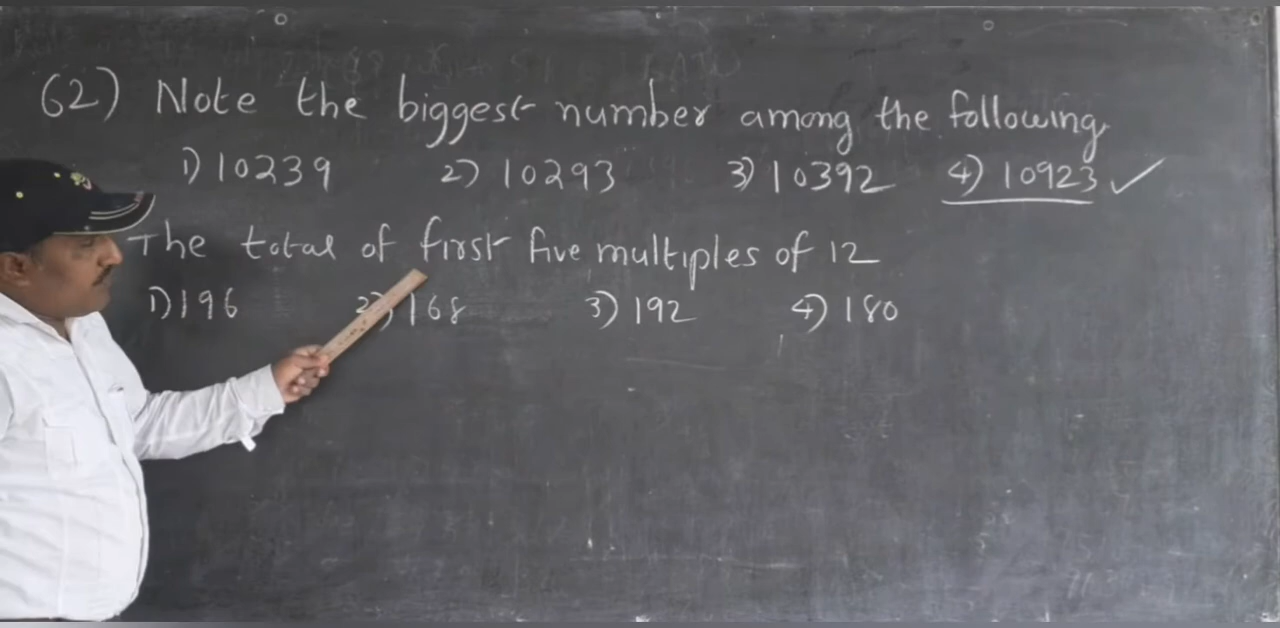 62) Note the biggest number among the following
1) 10239 2) 10293 3) 10392 4) 10923 ✓
The total of first five multiples of 12
1) 196 2) 168 3) 192 4) 180